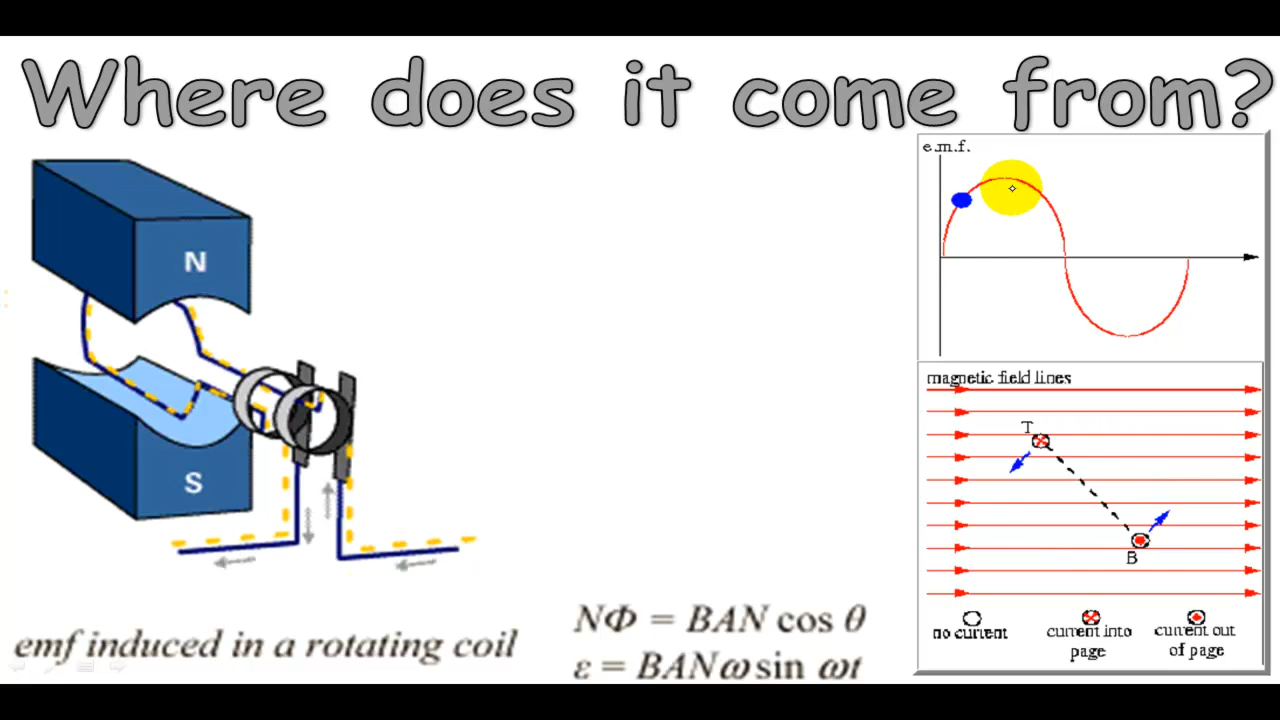 Where does it come from?
N
S
emf induced in a rotating coil
NΦ = BAN cos θ
ε = BANω sin ωt
e.m.f.
magnetic field lines
T
B
no current
current into
page
current out
of page